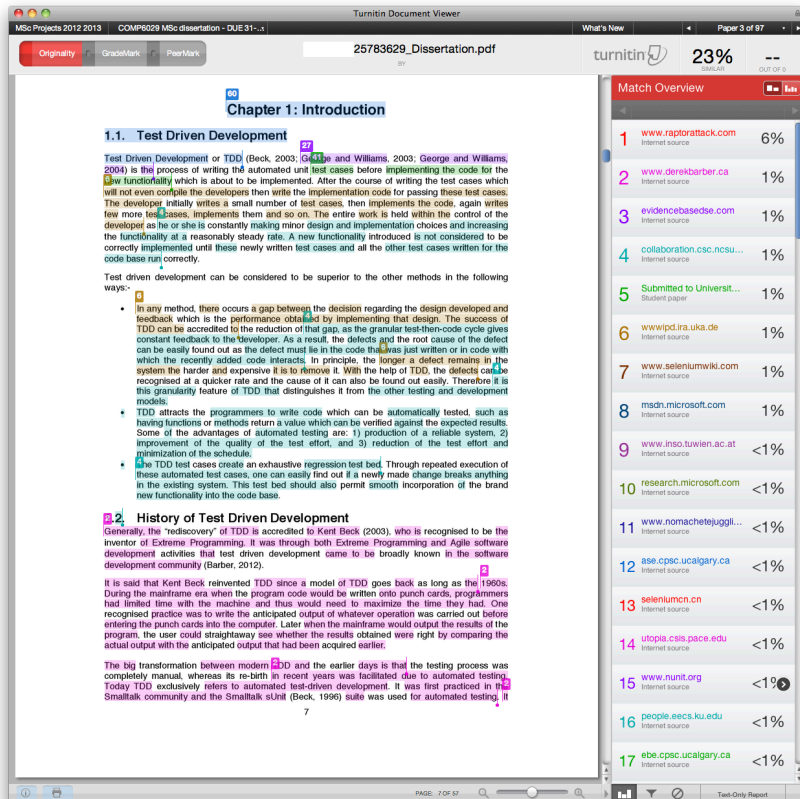 Turnitin Document Viewer
MSc Projects 2012 2013 COMP6029 MSc dissertation - DUE 31-..
What's New
Paper 3 of 97
Originality GradeMark PeerMark
25783629_Dissertation.pdf
BY
turnitin
23%
SIMILAR
--
OUT OF 0
60
Chapter 1: Introduction
1.1. Test Driven Development
27
Test Driven Development or TDD (Beck, 2003; George and Williams, 2003; George and Williams,
41
2004) is the process of writing the automated unit test cases before implementing the code for the
new functionality which is about to be implemented. After the course of writing the test cases which
will not even compile the developers then write the implementation code for passing these test cases.
The developer initially writes a small number of test cases, then implements the code, again writes
4
few more test cases, implements them and so on. The entire work is held within the control of the
developer as he or she is constantly making minor design and implementation choices and increasing
the functionality at a reasonably steady rate. A new functionality introduced is not considered to be
correctly implemented until these newly written test cases and all the other test cases written for the
code base run correctly.
Test driven development can be considered to be superior to the other methods in the following
ways:-
6
• In any method, there occurs a gap between the decision regarding the design developed and
feedback which is the performance obtained by implementing that design. The success of
TDD can be accredited to the reduction of that gap, as the granular test-then-code cycle gives
constant feedback to the developer. As a result, the defects and the root cause of the defect
can be easily found out as the defect must lie in the code that was just written or in code with
which the recently added code interacts. In principle, the longer a defect remains in the
system the harder and expensive it is to remove it. With the help of TDD, the defects can be
recognised at a quicker rate and the cause of it can also be found out easily. Therefore it is
this granularity feature of TDD that distinguishes it from the other testing and development
models.
• TDD attracts the programmers to write code which can be automatically tested, such as
having functions or methods return a value which can be verified against the expected results.
Some of the advantages of automated testing are: 1) production of a reliable system, 2)
improvement of the quality of the test effort, and 3) reduction of the test effort and
minimization of the schedule.
• The TDD test cases create an exhaustive regression test bed. Through repeated execution of
these automated test cases, one can easily find out if a newly made change breaks anything
in the existing system. This test bed should also permit smooth incorporation of the brand
new functionality into the code base.
2 .2. History of Test Driven Development
Generally, the "rediscovery" of TDD is accredited to Kent Beck (2003), who is recognised to be the
inventor of Extreme Programming. It was through both Extreme Programming and Agile software
development activities that test driven development came to be broadly known in the software
development community (Barber, 2012).
2
It is said that Kent Beck reinvented TDD since a model of TDD goes back as long as the 1960s.
During the mainframe era when the program code would be written onto punch cards, programmers
had limited time with the machine and thus would need to maximize the time they had. One
recognised practice was to write the anticipated output of whatever operation was carried out before
entering the punch cards into the computer. Later when the mainframe would output the results of the
program, the user could straightaway see whether the results obtained were right by comparing the
actual output with the anticipated output that had been acquired earlier.
The big transformation between modern TDD and the earlier days is that the testing process was
completely manual, whereas its re-birth in recent years was facilitated due to automated testing.
Today TDD exclusively refers to automated test-driven development. It was first practiced in the
Smalltalk community and the Smalltalk sUnit (Beck, 1996) suite was used for automated testing. It
7
Match Overview
1 www.raptorattack.com 6%
Internet source
2 www.derekbarber.ca 1%
Internet source
3 evidencebasedse.com 1%
Internet source
4 collaboration.csc.ncsu... 1%
Internet source
5 Submitted to Universit... 1%
Student paper
6 wwwipd.ira.uka.de 1%
Internet source
7 www.seleniumwiki.com 1%
Internet source
8 msdn.microsoft.com 1%
Internet source
9 www.inso.tuwien.ac.at <1%
Internet source
10 research.microsoft.com <1%
Internet source
11 www.nomachetejuggli... <1%
Internet source
12 ase.cpsc.ucalgary.ca <1%
Internet source
13 seleniumcn.cn <1%
Internet source
14 utopia.csis.pace.edu <1%
Internet source
15 www.nunit.org <1%
Internet source
16 people.eecs.ku.edu <1%
Internet source
17 ebe.cpsc.ucalgary.ca <1%
Internet source
PAGE: 7 OF 57
Text-Only Report